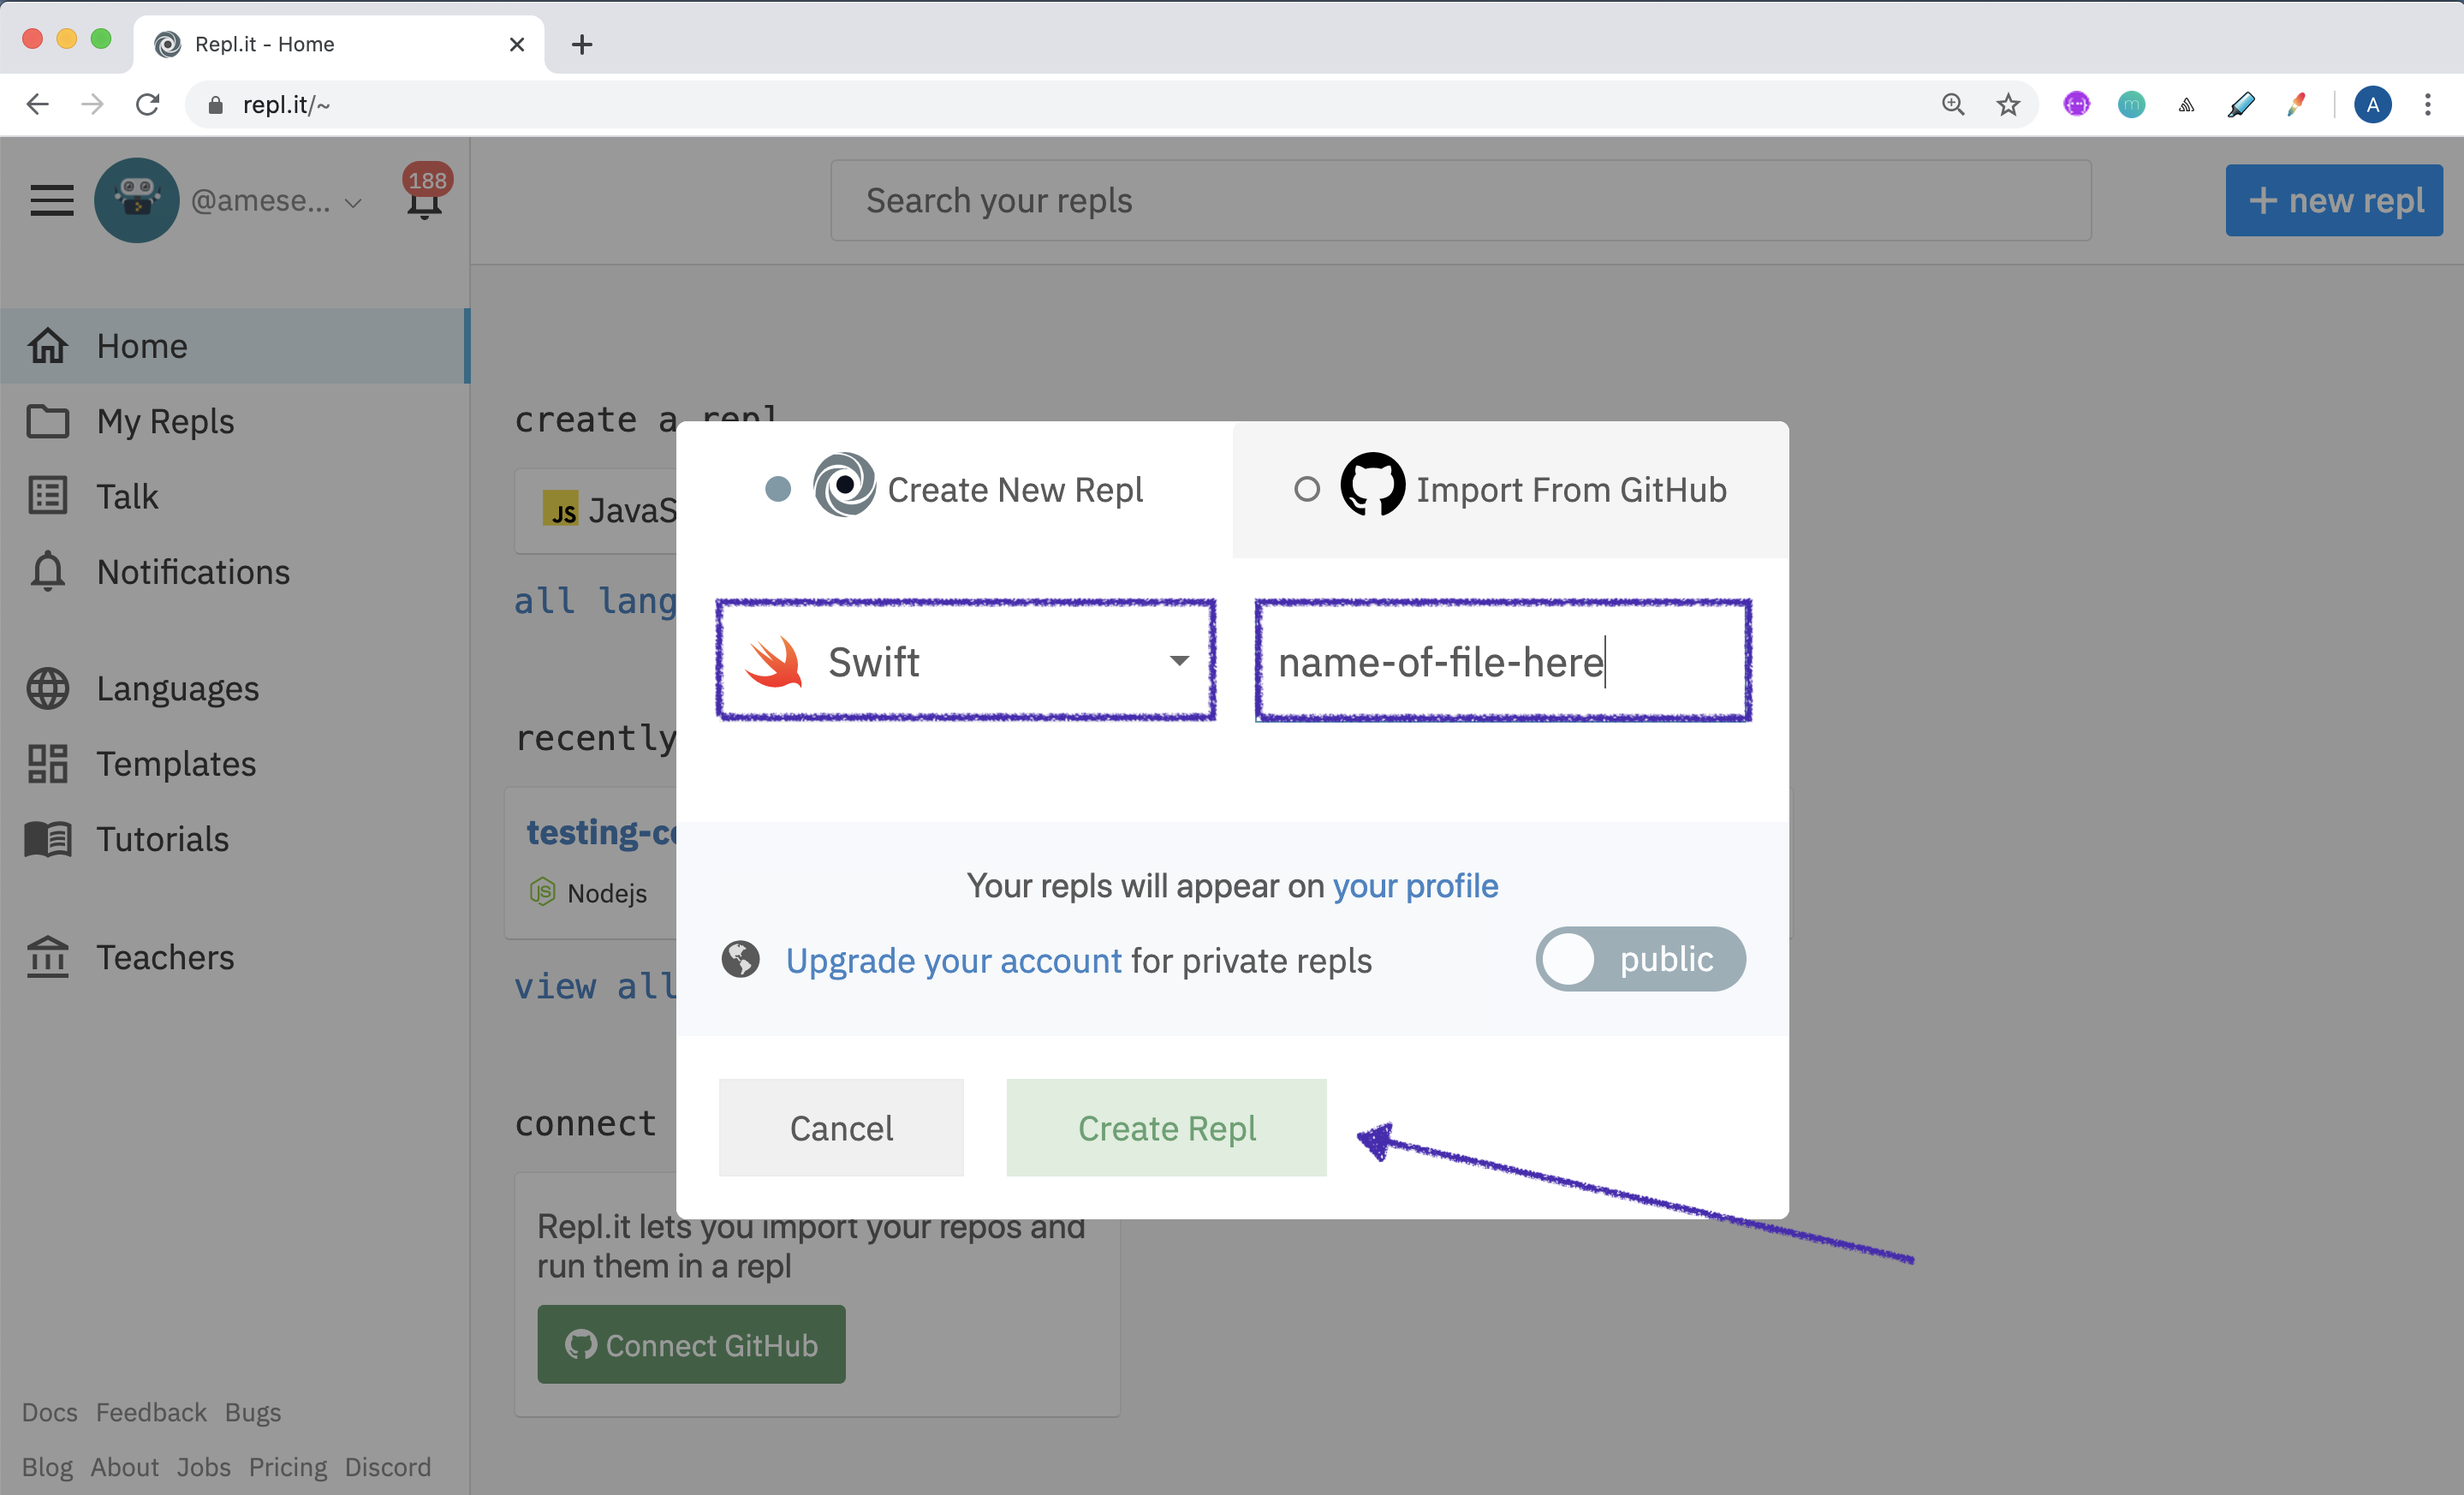 Repl.it - Home
repl.it/~
A
@amese...
188
Search your repls
+ new repl
Home
My Repls
Talk
Notifications
Languages
Templates
Tutorials
Teachers
Docs Feedback Bugs
Blog About Jobs Pricing Discord
create a repl
JS JavaS
all lang
recently
testing-c
JS Nodejs
view all
connect
Repl.it lets you import your repos and
run them in a repl
Connect GitHub
Create New Repl
Import From GitHub
Swift
name-of-file-here
Your repls will appear on your profile
Upgrade your account for private repls
public
Cancel
Create Repl